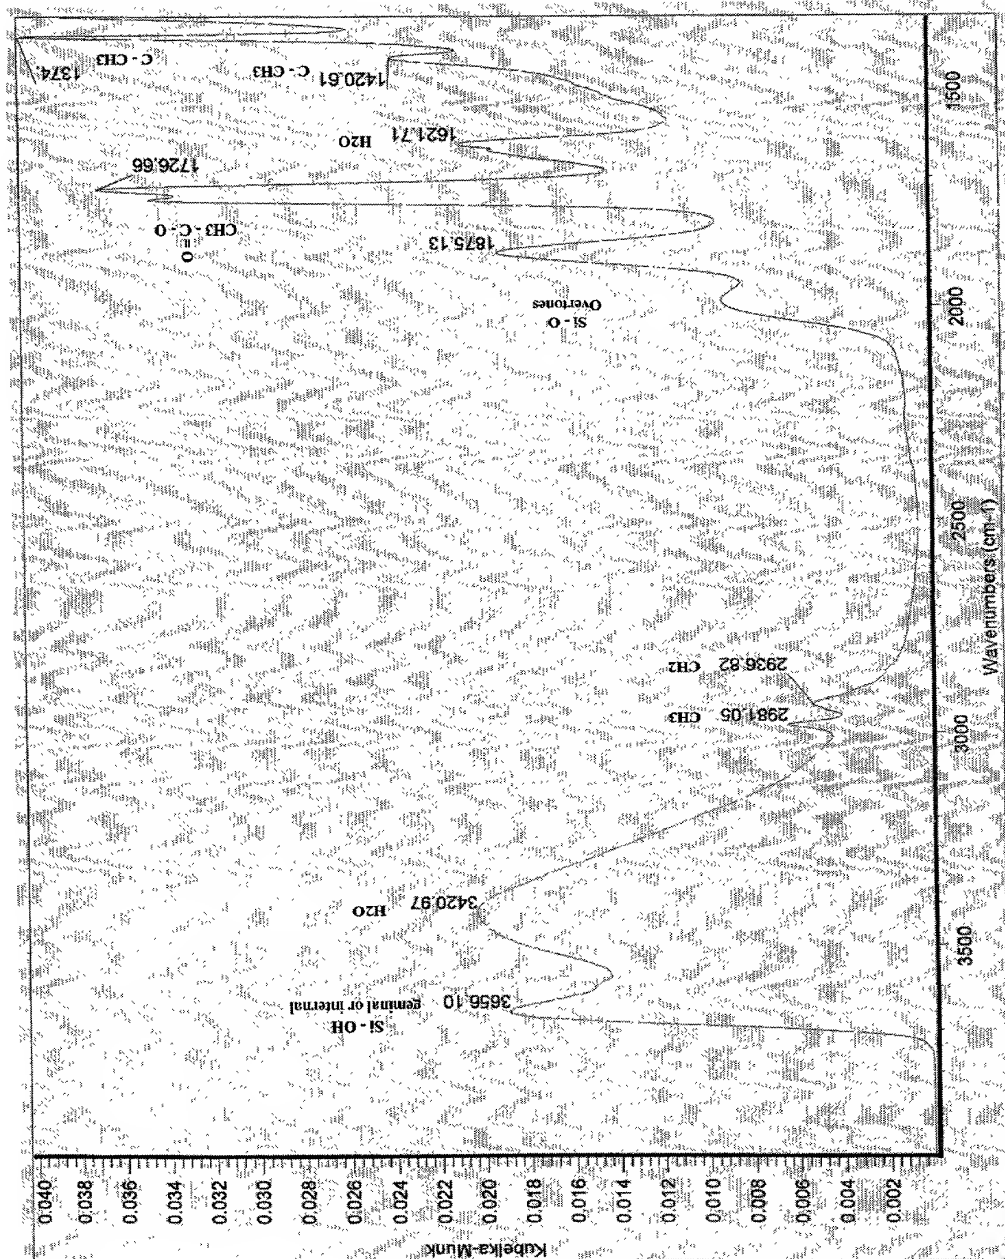 Kubelka-Munk
0.040
0.038
0.036
0.034
0.032
0.030
0.028
0.026
0.024
0.022
0.020
0.018
0.016
0.014
0.012
0.010
0.008
0.006
0.004
0.002
Si - OH
geminal or internal
3656.10
H2O
3420.97
CH3 2981.05
CH2 2936.82
Si - O
Overtones
1875.13
O
=
CH3 - C - O
1726.66
H2O
1621.71
C - CH3
1420.61
C - CH3
1374.
3500
3000
2500
2000
1500
Wavenumbers (cm-1)